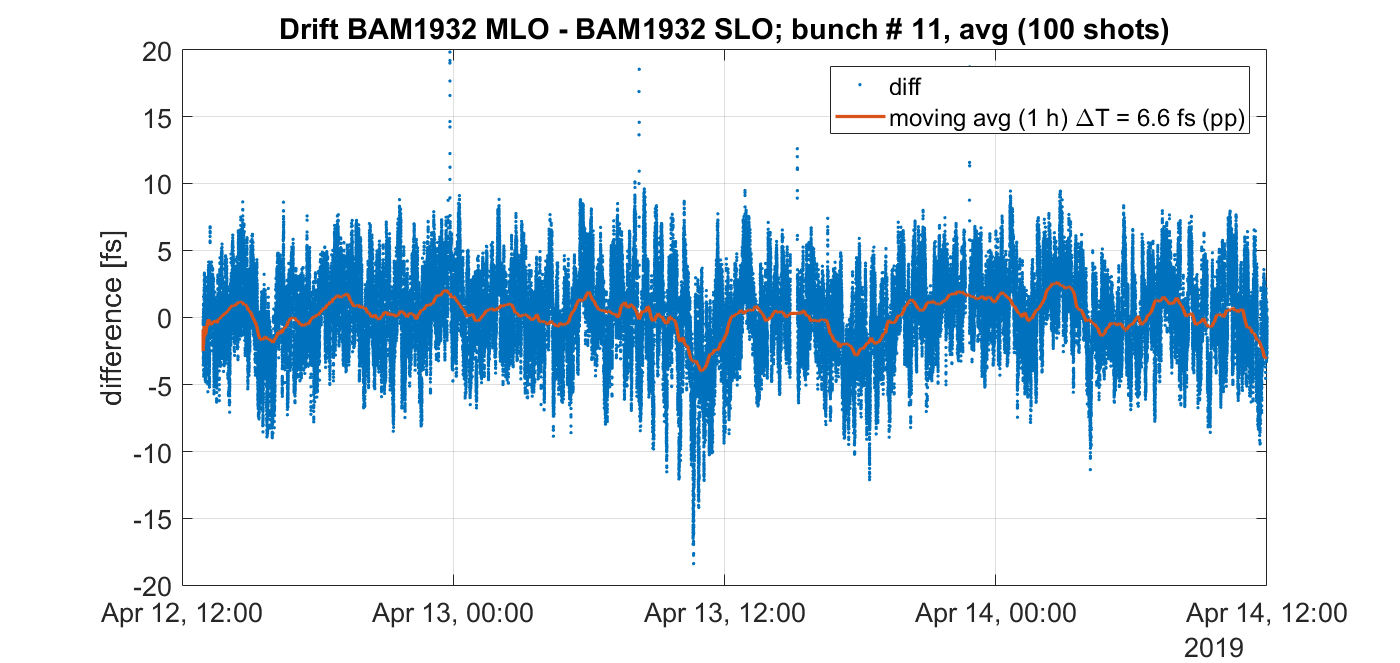 Drift BAM1932 MLO - BAM1932 SLO; bunch # 11, avg (100 shots)
diff
moving avg (1 h) ΔT = 6.6 fs (pp)
difference [fs]
20
15
10
5
0
-5
-10
-15
-20
Apr 12, 12:00 Apr 13, 00:00 Apr 13, 12:00 Apr 14, 00:00 Apr 14, 12:00
2019